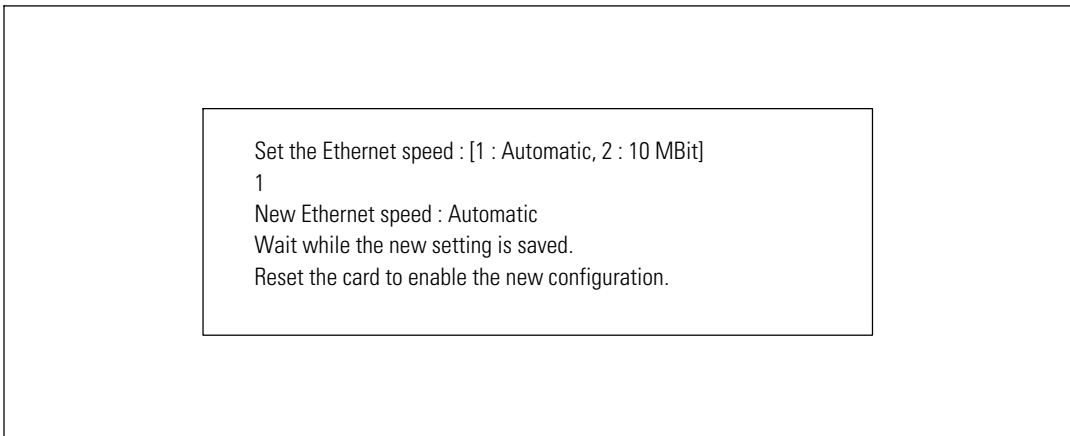 Set the Ethernet speed : [1 : Automatic, 2 : 10 MBit]
1
New Ethernet speed : Automatic
Wait while the new setting is saved.
Reset the card to enable the new configuration.